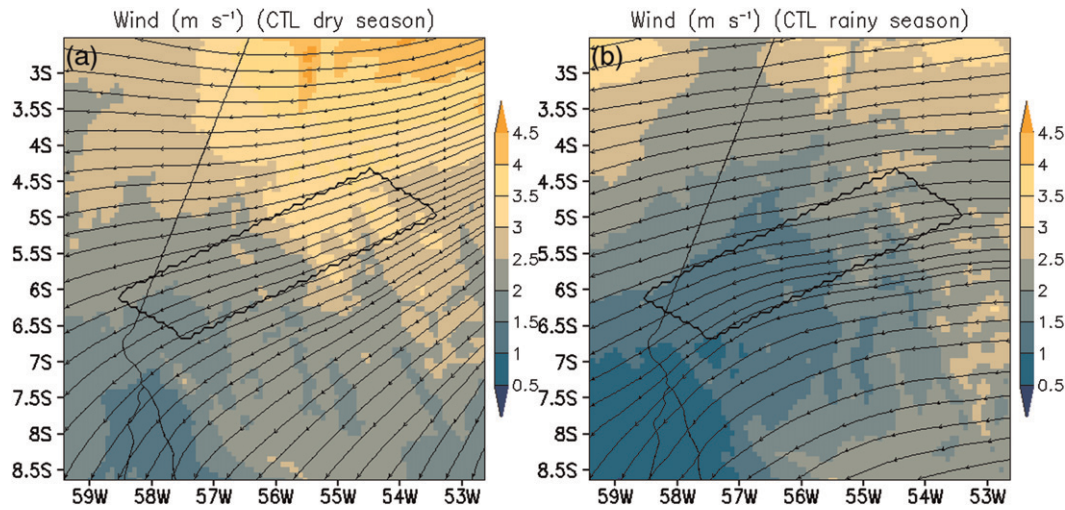 Wind (m s⁻¹) (CTL dry season)
(a)
3S
3.5S
4S
4.5S
5S
5.5S
6S
6.5S
7S
7.5S
8S
8.5S
59W 58W 57W 56W 55W 54W 53W
4.5
4
3.5
3
2.5
2
1.5
1
0.5
Wind (m s⁻¹) (CTL rainy season)
(b)
3S
3.5S
4S
4.5S
5S
5.5S
6S
6.5S
7S
7.5S
8S
8.5S
59W 58W 57W 56W 55W 54W 53W
4.5
4
3.5
3
2.5
2
1.5
1
0.5